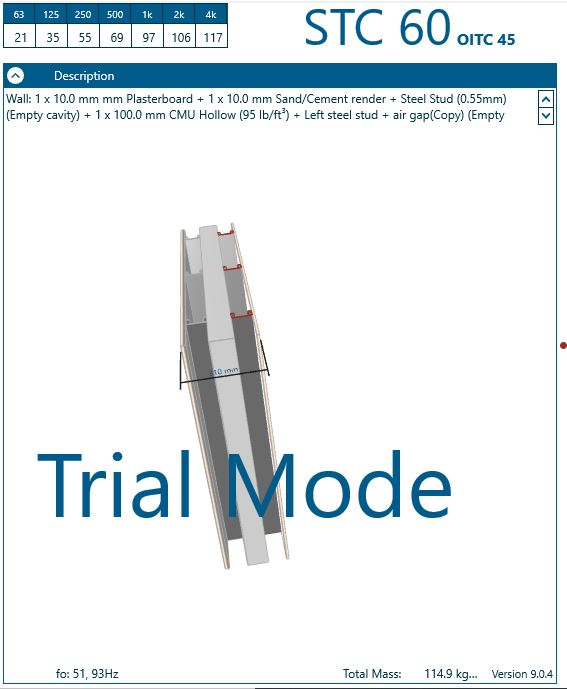 63 125 250 500 1k 2k 4k
21 35 55 69 97 106 117
STC 60 OITC 45
Description
Wall: 1 x 10.0 mm mm Plasterboard + 1 x 10.0 mm Sand/Cement render + Steel Stud (0.55mm)
(Empty cavity) + 1 x 100.0 mm CMU Hollow (95 lb/ft³) + Left steel stud + air gap(Copy) (Empty
mm
Trial Mode
fo: 51, 93Hz
Total Mass: 114.9 kg... Version 9.0.4